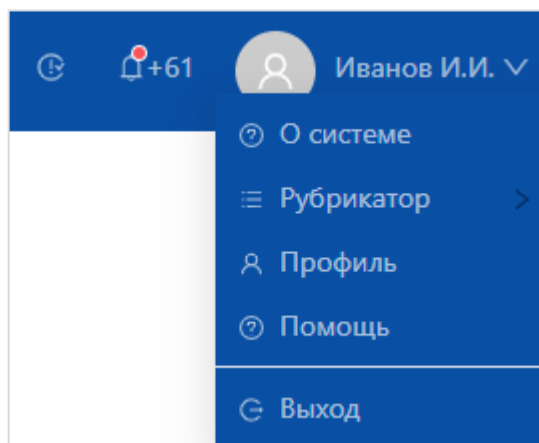 +61 Иванов И.И.
О системе
Рубрикатор
Профиль
Помощь
Выход